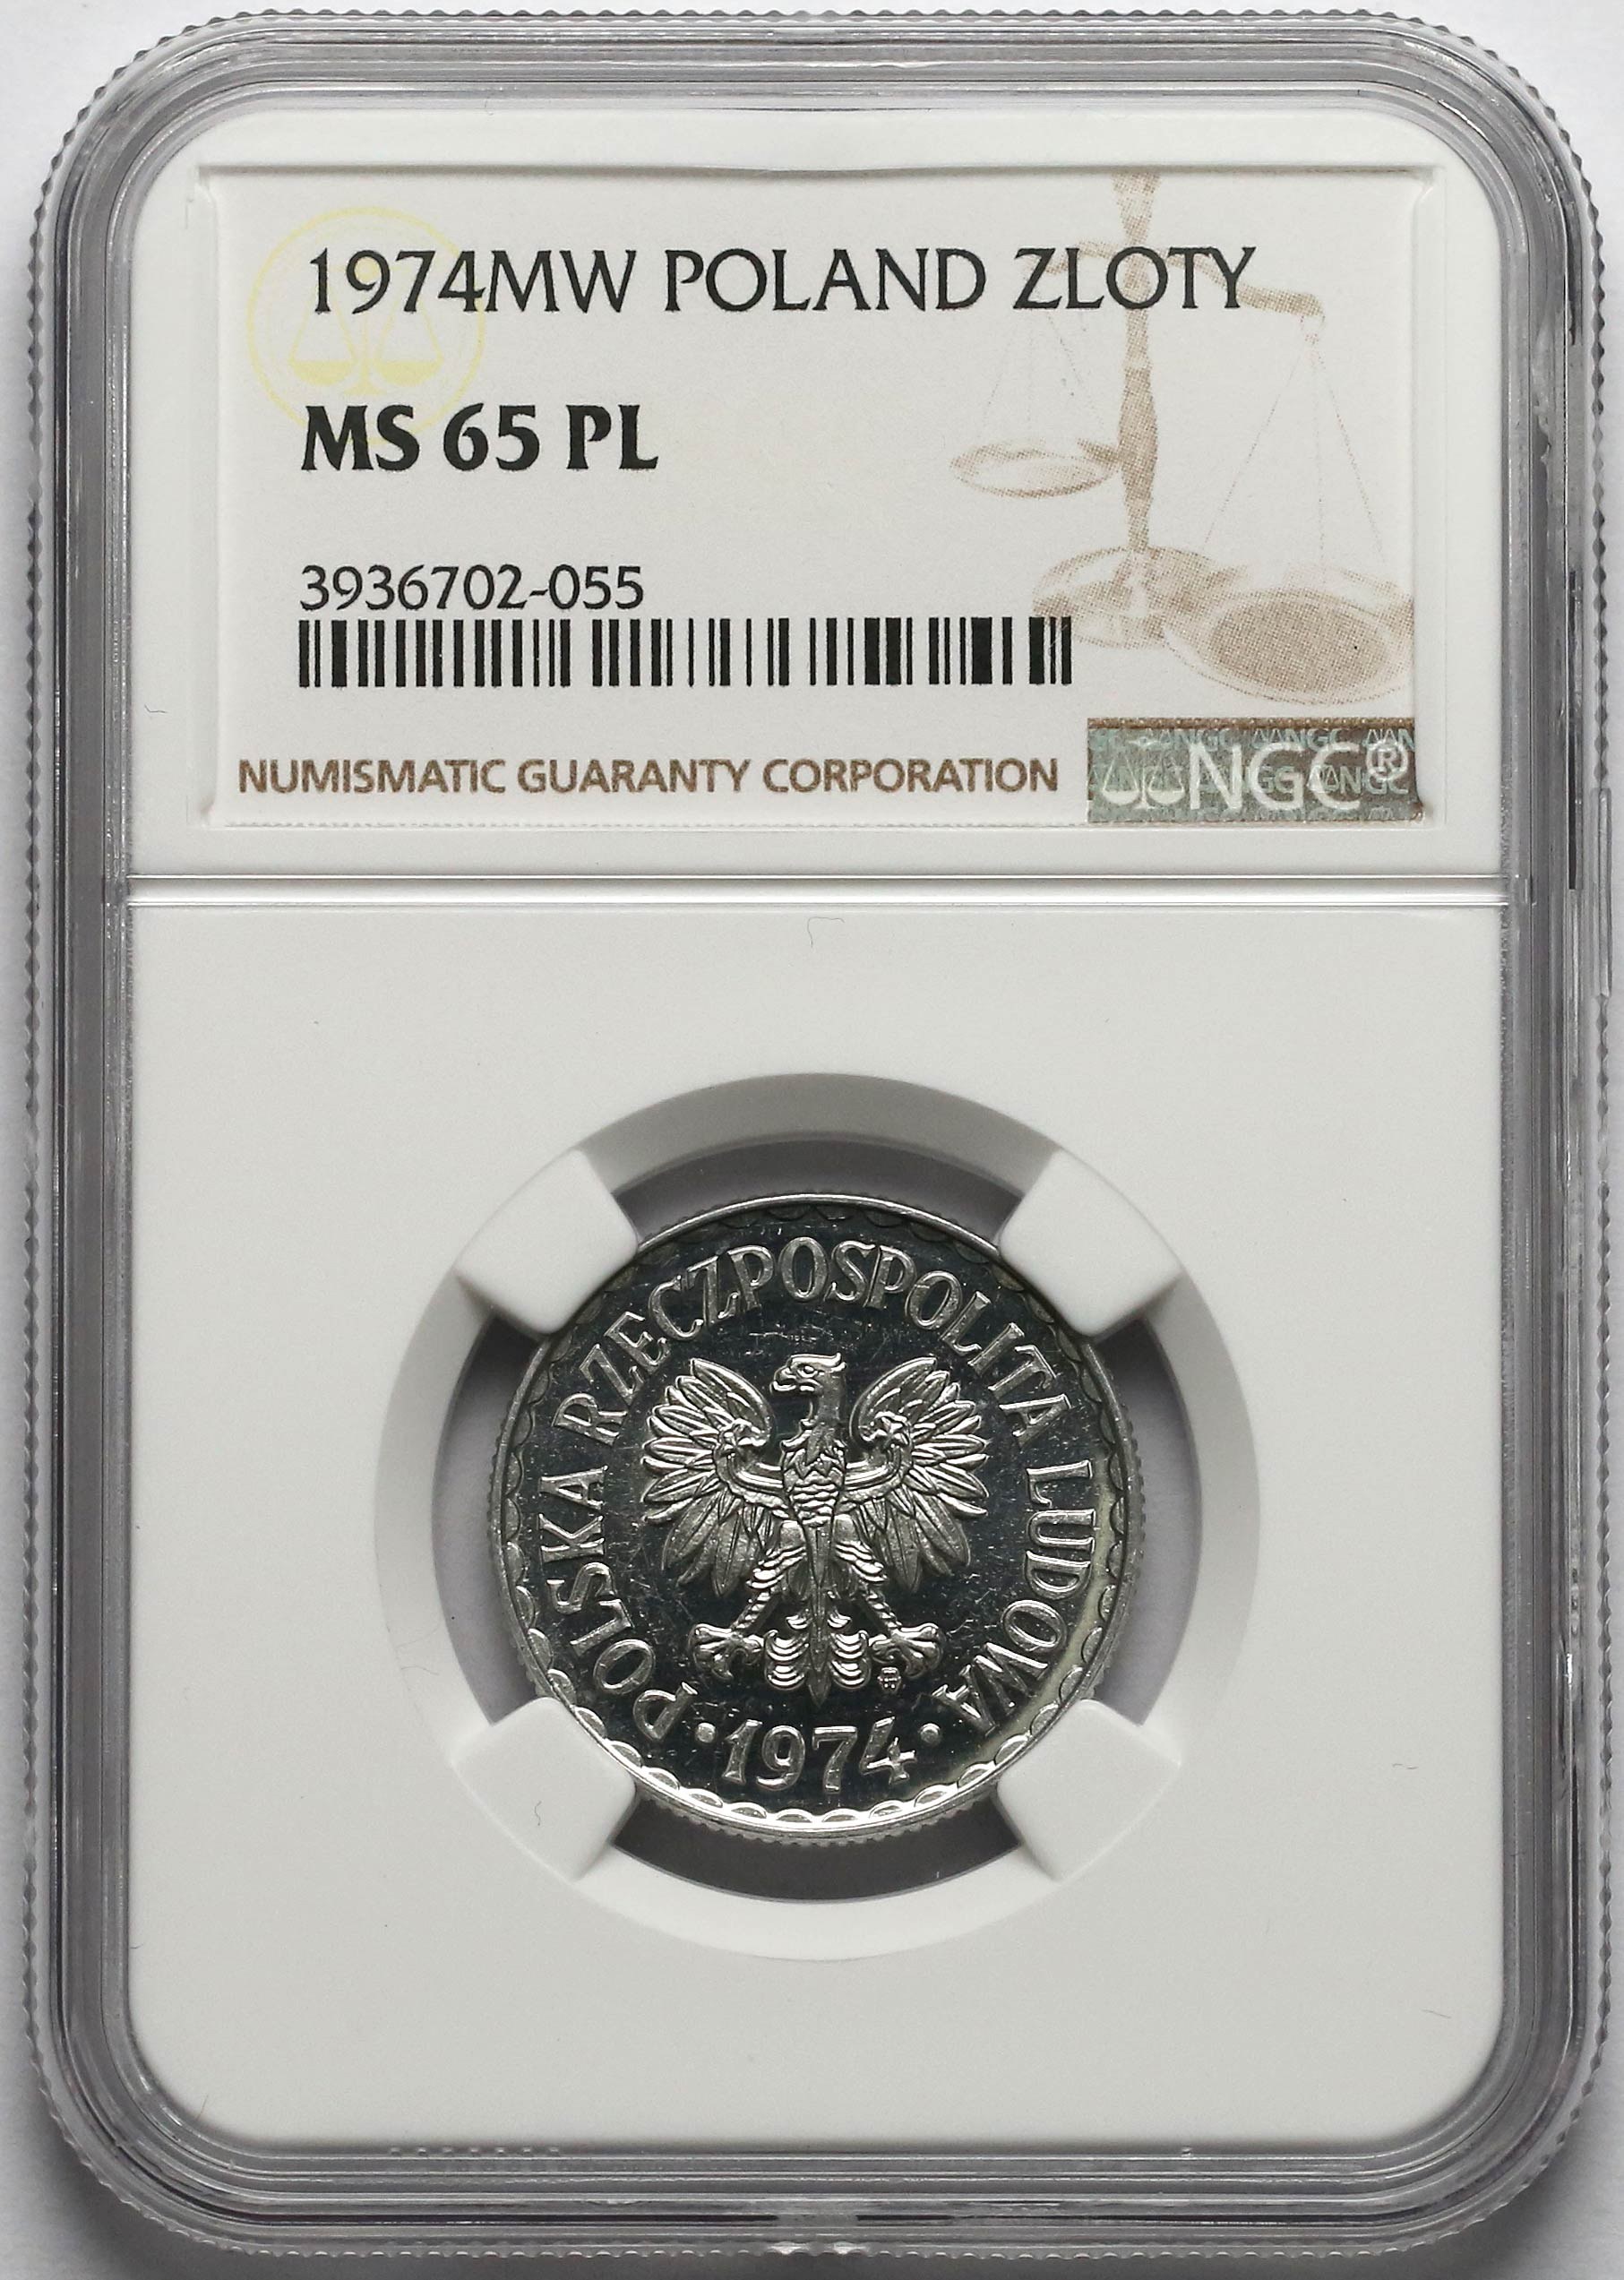 1974MW POLAND ZLOTY
MS 65 PL
3936702-055
NUMISMATIC GUARANTY CORPORATION
NGC®
POLSKA RZECZPOSPOLITA LUDOWA
· 1974 ·